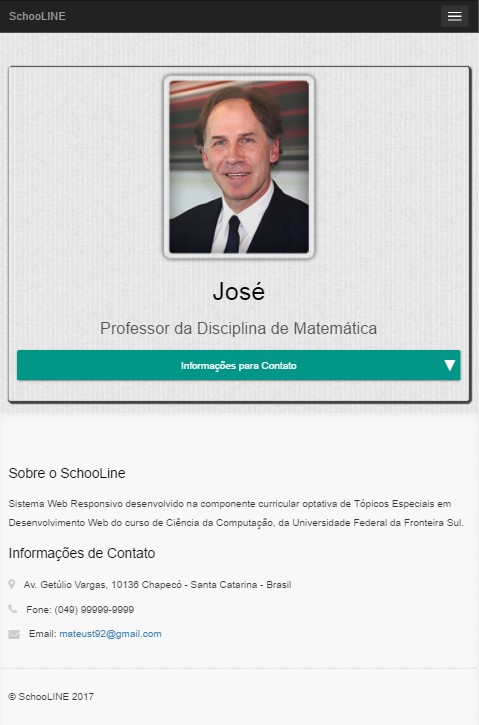 SchooLINE
José
Professor da Disciplina de Matemática
Informações para Contato
Sobre o SchooLine
Sistema Web Responsivo desenvolvido na componente curricular optativa de Tópicos Especiais em
Desenvolvimento Web do curso de Ciência da Computação, da Universidade Federal da Fronteira Sul.
Informações de Contato
Av. Getúlio Vargas, 10136 Chapecó - Santa Catarina - Brasil
Fone: (049) 99999-9999
Email: mateust92@gmail.com
© SchooLINE 2017